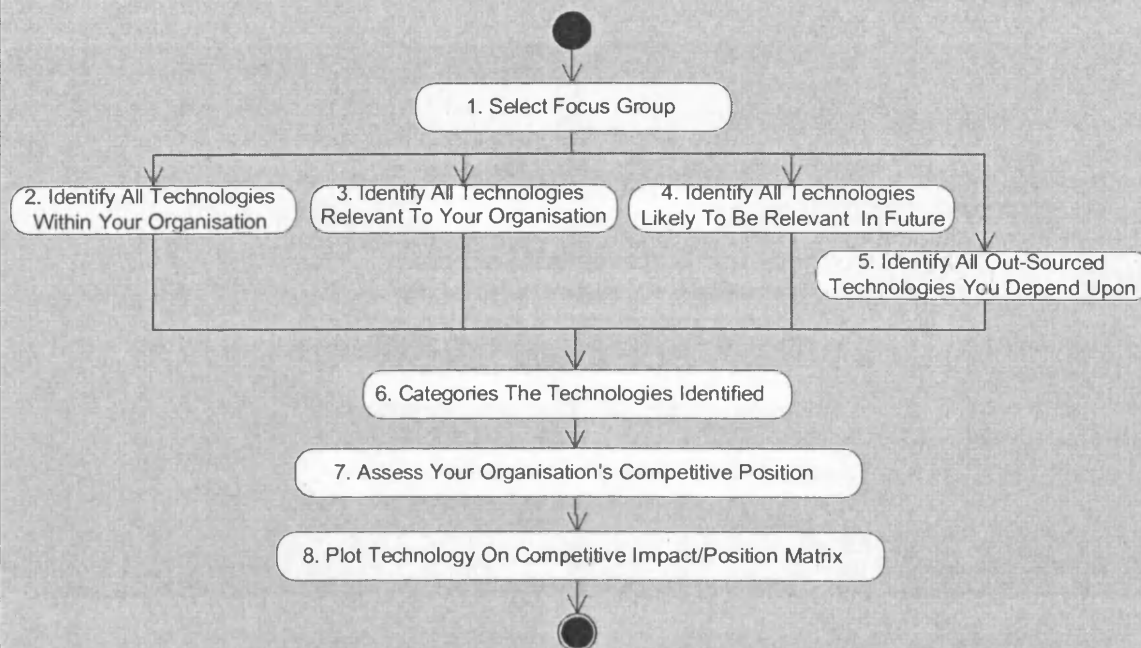 1. Select Focus Group
2. Identify All Technologies
Within Your Organisation
3. Identify All Technologies
Relevant To Your Organisation
4. Identify All Technologies
Likely To Be Relevant In Future
5. Identify All Out-Sourced
Technologies You Depend Upon
6. Categories The Technologies Identified
7. Assess Your Organisation's Competitive Position
8. Plot Technology On Competitive Impact/Position Matrix